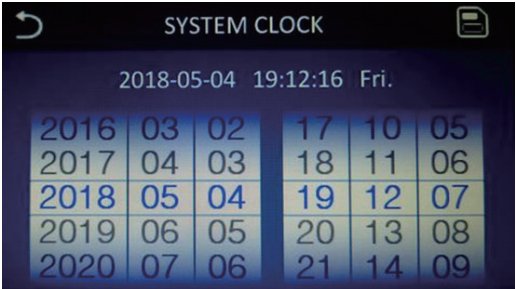 SYSTEM CLOCK
2018-05-04 19:12:16 Fri.
2016 03 02 17 10 05
2017 04 03 18 11 06
2018 05 04 19 12 07
2019 06 05 20 13 08
2020 07 06 21 14 09